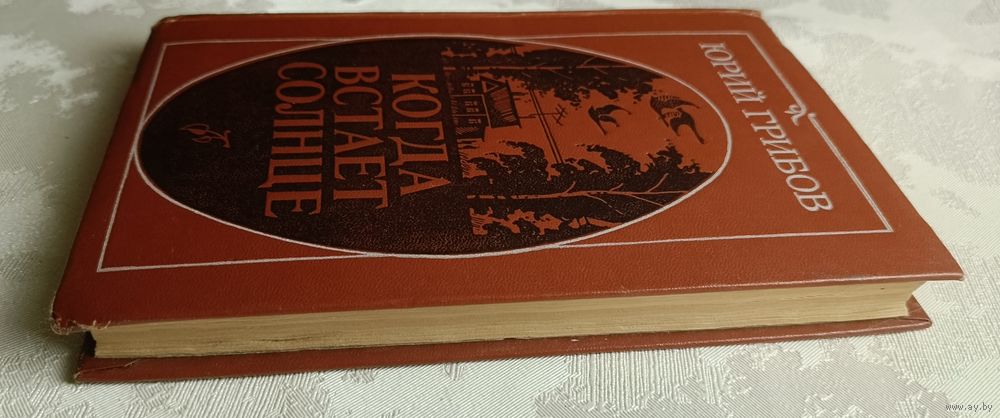 ЮРИЙ ГРИБОВ
КОГДА
ВСТАЕТ
СОЛНЦЕ
www.ay.by